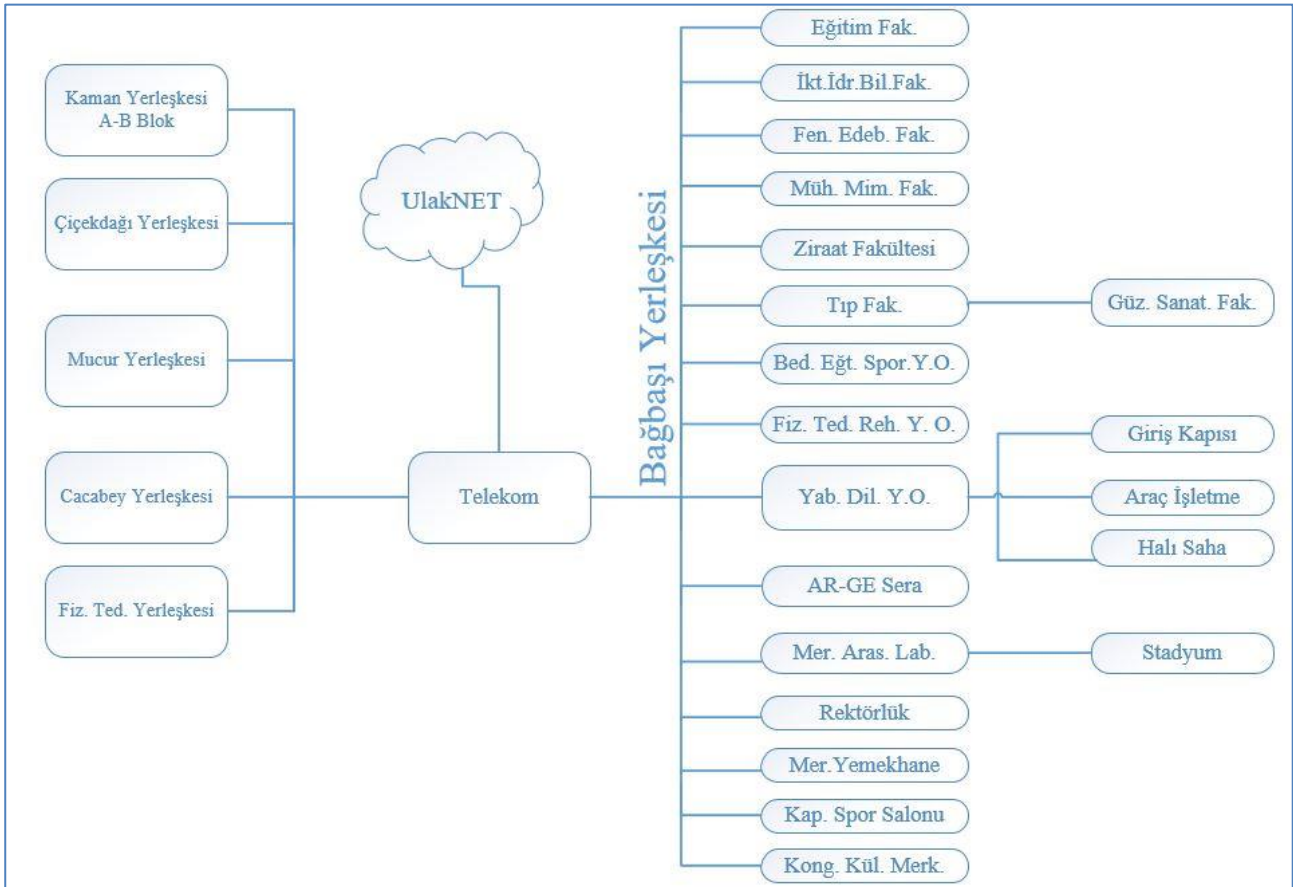 Kaman Yerleşkesi
A-B Blok
Çiçekdağı Yerleşkesi
Mucur Yerleşkesi
Cacabey Yerleşkesi
Fiz. Ted. Yerleşkesi
UlakNET
Telekom
Bağbaşı Yerleşkesi
Eğitim Fak.
İkt.İdr.Bil.Fak.
Fen. Edeb. Fak.
Müh. Mim. Fak.
Ziraat Fakültesi
Tıp Fak.
Güz. Sanat. Fak.
Bed. Eğt. Spor.Y.O.
Fiz. Ted. Reh. Y. O.
Yab. Dil. Y.O.
Giriş Kapısı
Araç İşletme
Halı Saha
AR-GE Sera
Mer. Aras. Lab.
Stadyum
Rektörlük
Mer.Yemekhane
Kap. Spor Salonu
Kong. Kül. Merk.